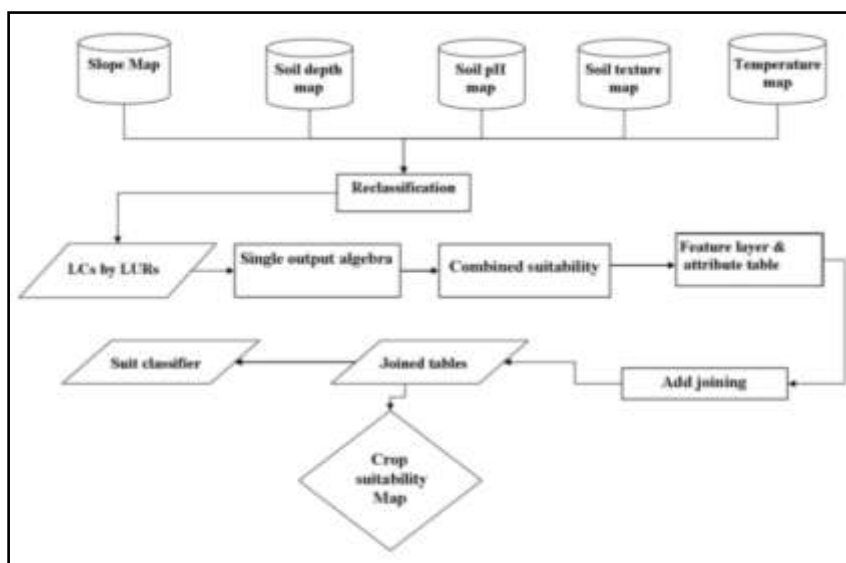 Slope Map
Soil depth
map
Soil pH
map
Soil texture
map
Temperature
map
Reclassification
LCs by LURs
Single output algebra
Combined suitability
Feature layer &
attribute table
Suit classifier
Joined tables
Add joining
Crop
suitability
Map